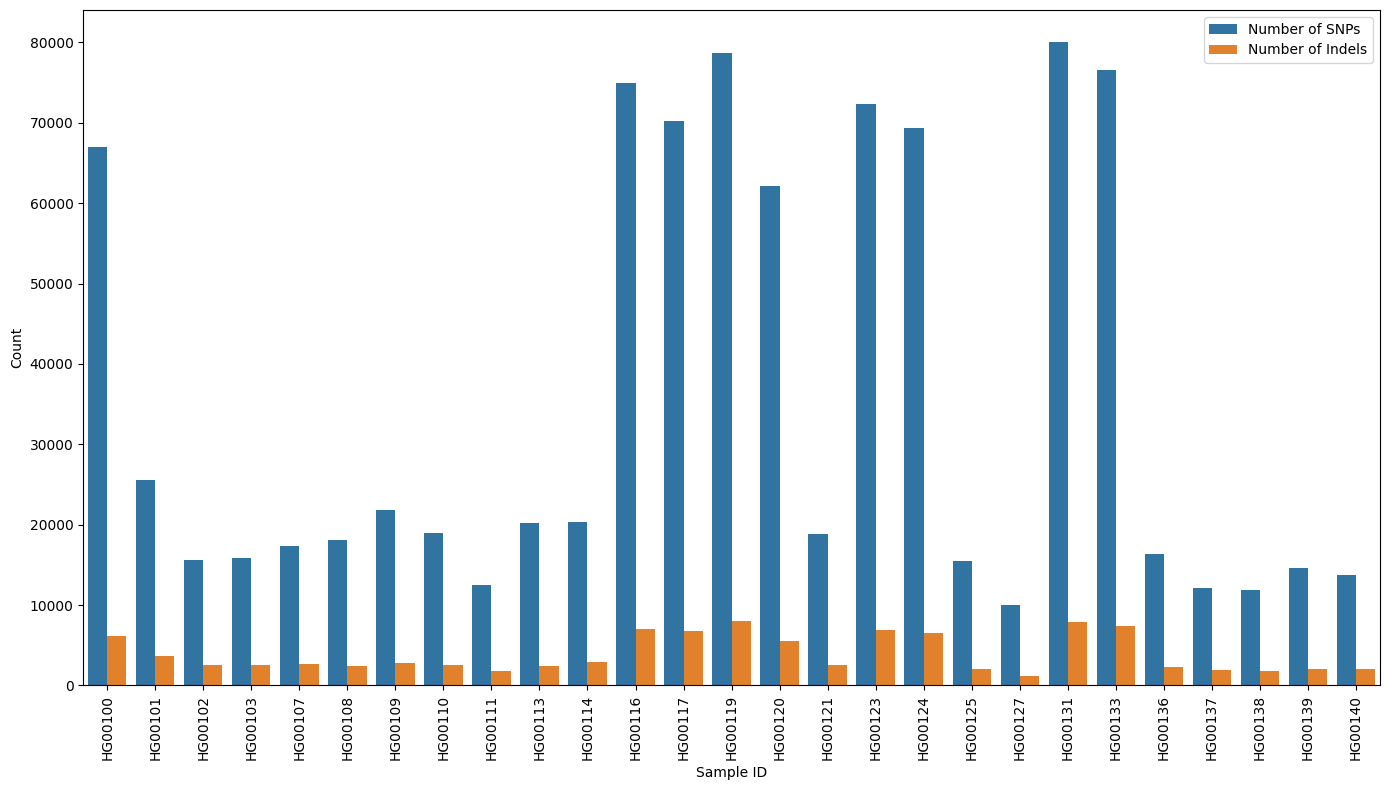 Number of SNPs
Number of Indels
80000
70000
60000
50000
40000
30000
20000
10000
0
Count
HG00100
HG00101
HG00102
HG00103
HG00107
HG00108
HG00109
HG00110
HG00111
HG00113
HG00114
HG00116
HG00117
HG00119
HG00120
HG00121
HG00123
HG00124
HG00125
HG00127
HG00131
HG00133
HG00136
HG00137
HG00138
HG00139
HG00140
Sample ID